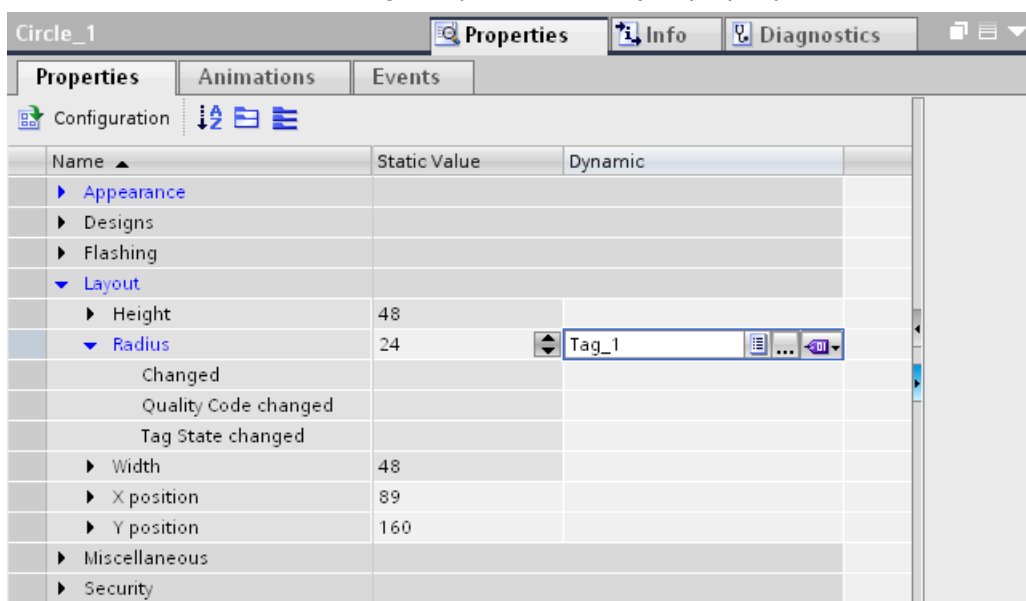 Circle_1 Properties Info Diagnostics
Properties Animations Events
Configuration
Name Static Value Dynamic
Appearance
Designs
Flashing
Layout
Height 48
Radius 24 Tag_1 ...
Changed
Quality Code changed
Tag State changed
Width 48
X position 89
Y position 160
Miscellaneous
Security